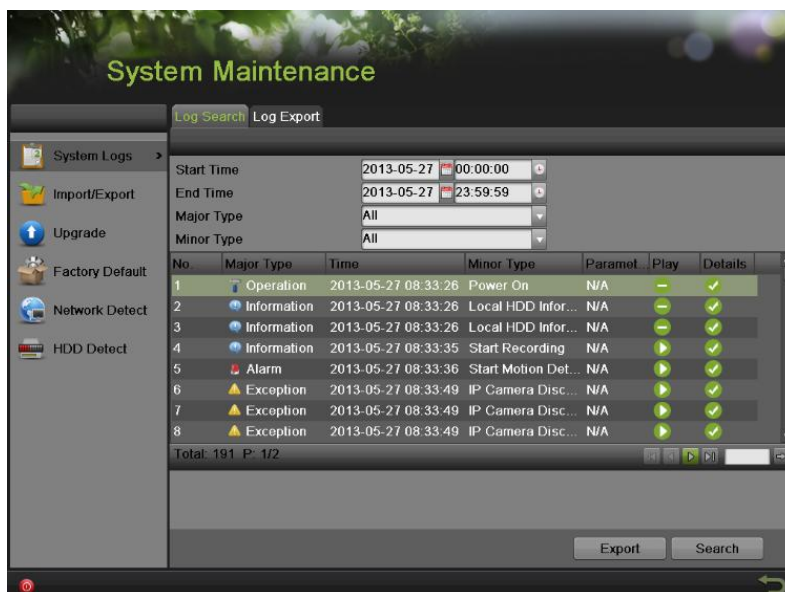 System Maintenance
Log Search Log Export
System Logs >
Import/Export
Upgrade
Factory Default
Network Detect
HDD Detect
Start Time 2013-05-27 00:00:00
End Time 2013-05-27 23:59:59
Major Type All
Minor Type All
No. Major Type Time Minor Type Paramet... Play Details
1 Operation 2013-05-27 08:33:26 Power On N/A
2 Information 2013-05-27 08:33:26 Local HDD Infor... N/A
3 Information 2013-05-27 08:33:26 Local HDD Infor... N/A
4 Information 2013-05-27 08:33:35 Start Recording N/A
5 Alarm 2013-05-27 08:33:36 Start Motion Det... N/A
6 Exception 2013-05-27 08:33:49 IP Camera Disc... N/A
7 Exception 2013-05-27 08:33:49 IP Camera Disc... N/A
8 Exception 2013-05-27 08:33:49 IP Camera Disc... N/A
Total: 191 P: 1/2
Export Search